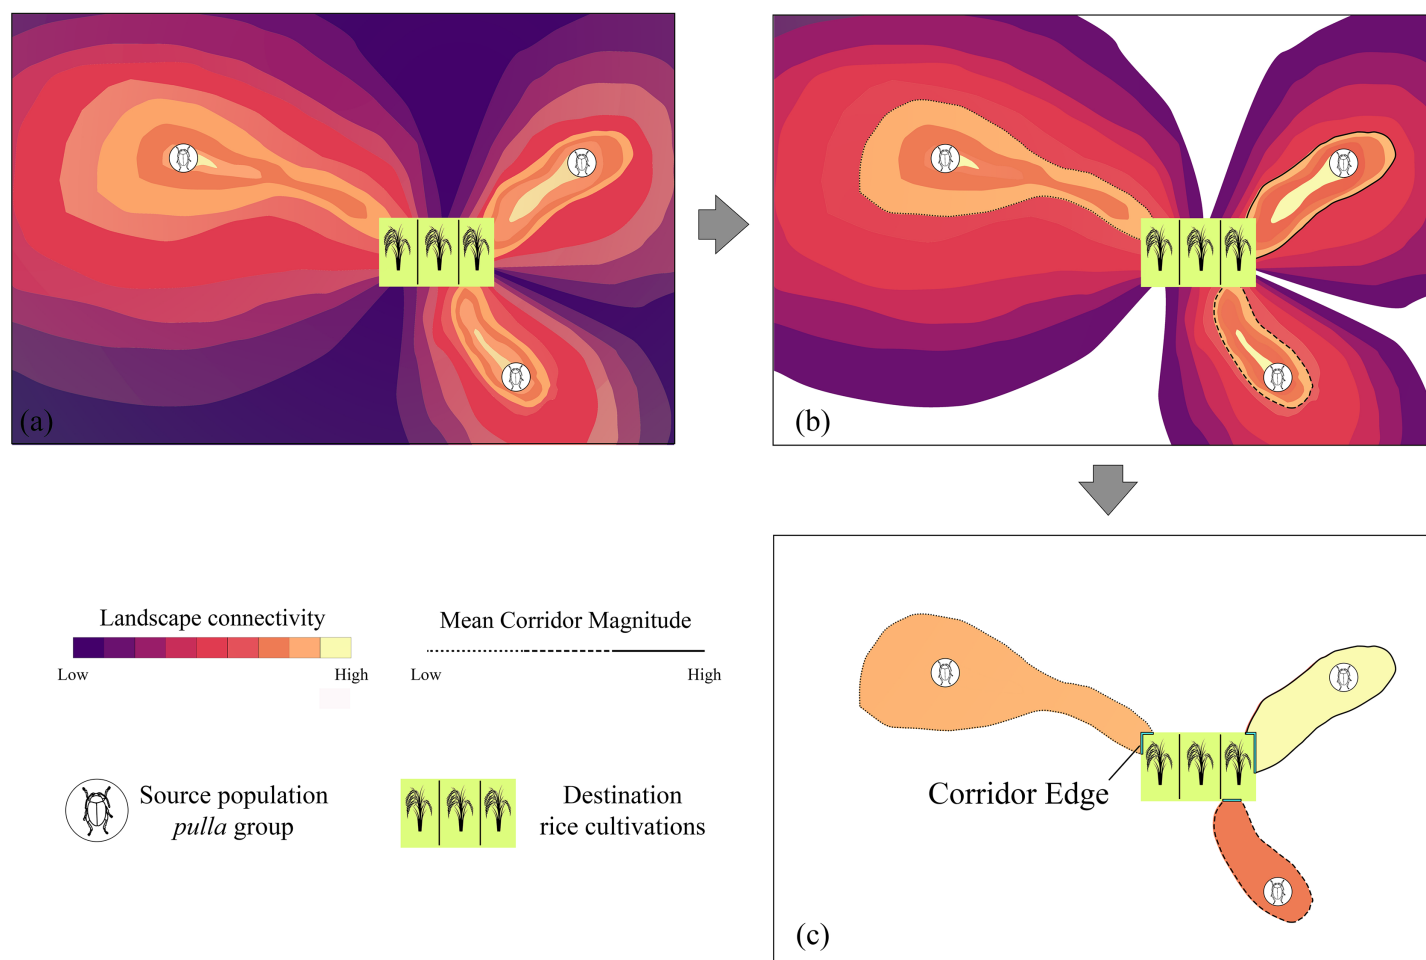 (a)
(b)
Landscape connectivity
Low
High
Mean Corridor Magnitude
Low
High
Source population
pulla group
Destination
rice cultivations
Corridor Edge
(c)